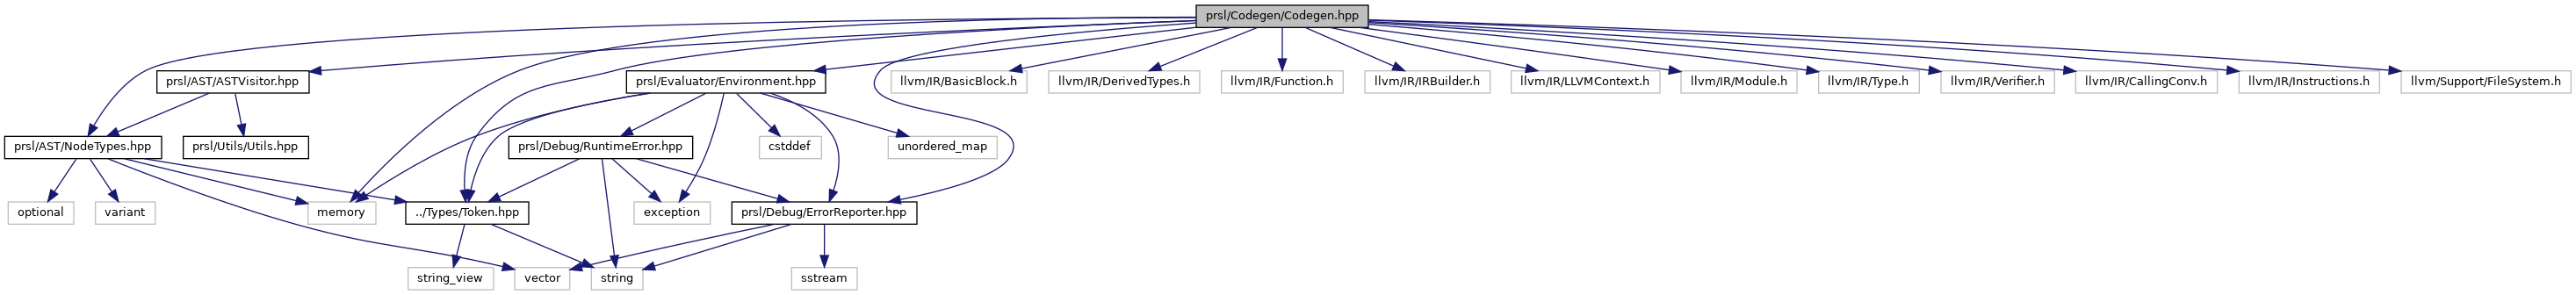 prsl/Codegen/Codegen.hpp
prsl/AST/ASTVisitor.hpp
prsl/Evaluator/Environment.hpp
llvm/IR/BasicBlock.h
llvm/IR/DerivedTypes.h
llvm/IR/Function.h
llvm/IR/IRBuilder.h
llvm/IR/LLVMContext.h
llvm/IR/Module.h
llvm/IR/Type.h
llvm/IR/Verifier.h
llvm/IR/CallingConv.h
llvm/IR/Instructions.h
llvm/Support/FileSystem.h
prsl/AST/NodeTypes.hpp
prsl/Utils/Utils.hpp
prsl/Debug/RuntimeError.hpp
cstddef
unordered_map
optional
variant
memory
../Types/Token.hpp
exception
prsl/Debug/ErrorReporter.hpp
string_view
vector
string
sstream